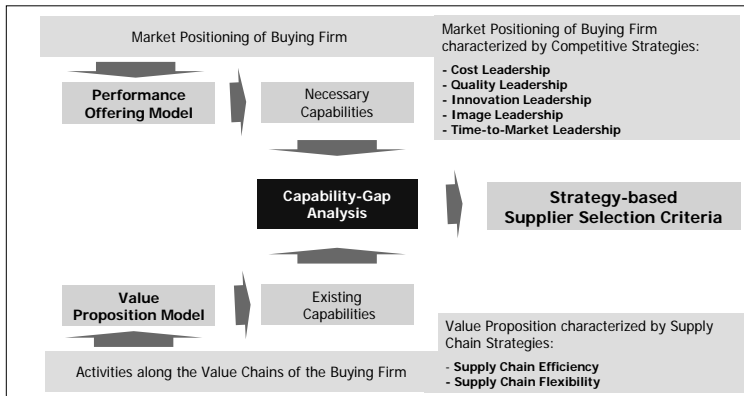 Market Positioning of Buying Firm
Market Positioning of Buying Firm
characterized by Competitive Strategies:
- Cost Leadership
- Quality Leadership
- Innovation Leadership
- Image Leadership
- Time-to-Market Leadership
Performance
Offering Model
Necessary
Capabilities
Capability-Gap
Analysis
Strategy-based
Supplier Selection Criteria
Value
Proposition Model
Existing
Capabilities
Value Proposition characterized by Supply
Chain Strategies:
- Supply Chain Efficiency
- Supply Chain Flexibility
Activities along the Value Chains of the Buying Firm